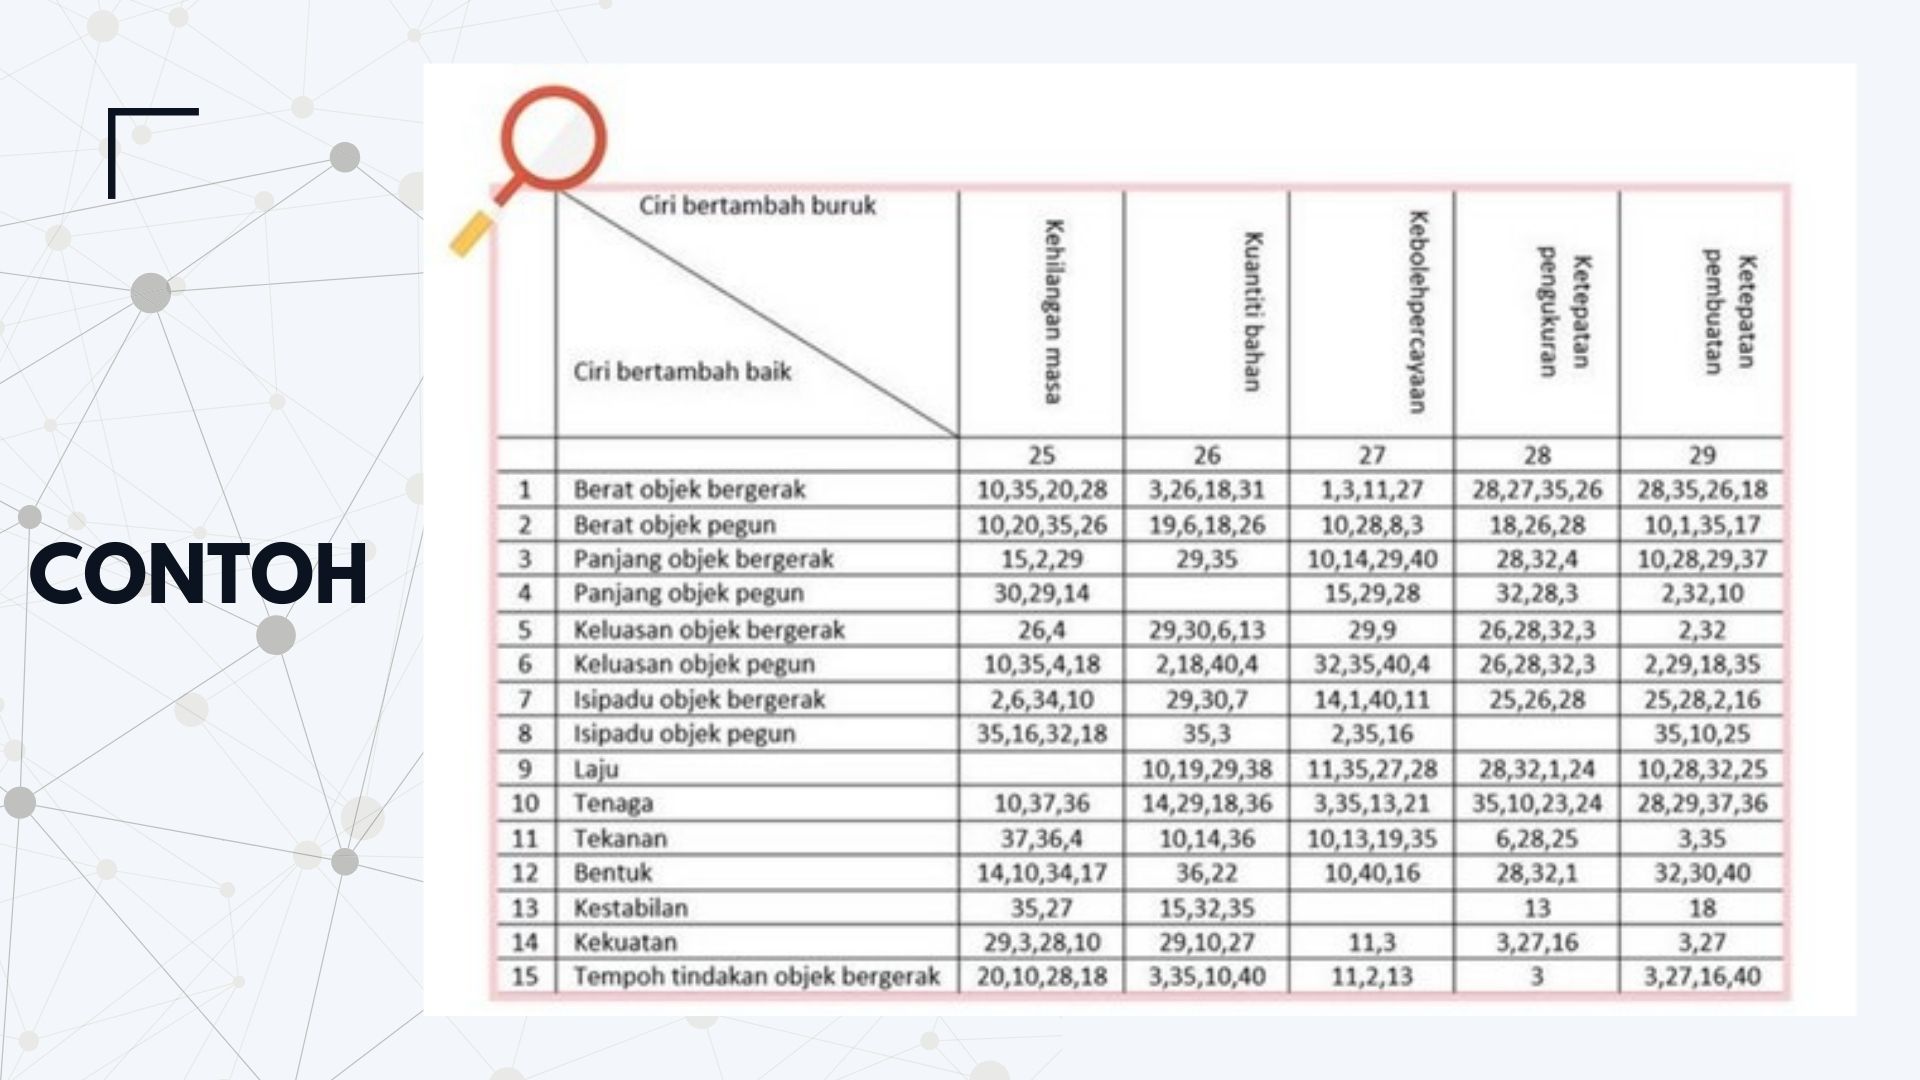 CONTOH
Ciri bertambah buruk
Ciri bertambah baik
Kehilangan masa
Kuantiti bahan
Kebolehpercayaan
Ketepatan
pengukuran
Ketepatan
pembuatan
25 26 27 28 29
1 Berat objek bergerak 10,35,20,28 3,26,18,31 1,3,11,27 28,27,35,26 28,35,26,18
2 Berat objek pegun 10,20,35,26 19,6,18,26 10,28,8,3 18,26,28 10,1,35,17
3 Panjang objek bergerak 15,2,29 29,35 10,14,29,40 28,32,4 10,28,29,37
4 Panjang objek pegun 30,29,14 15,29,28 32,28,3 2,32,10
5 Keluasan objek bergerak 26,4 29,30,6,13 29,9 26,28,32,3 2,32
6 Keluasan objek pegun 10,35,4,18 2,18,40,4 32,35,40,4 26,28,32,3 2,29,18,35
7 Isipadu objek bergerak 2,6,34,10 29,30,7 14,1,40,11 25,26,28 25,28,2,16
8 Isipadu objek pegun 35,16,32,18 35,3 2,35,16 35,10,25
9 Laju 10,19,29,38 11,35,27,28 28,32,1,24 10,28,32,25
10 Tenaga 10,37,36 14,29,18,36 3,35,13,21 35,10,23,24 28,29,37,36
11 Tekanan 37,36,4 10,14,36 10,13,19,35 6,28,25 3,35
12 Bentuk 14,10,34,17 36,22 10,40,16 28,32,1 32,30,40
13 Kestabilan 35,27 15,32,35 13 18
14 Kekuatan 29,3,28,10 29,10,27 11,3 3,27,16 3,27
15 Tempoh tindakan objek bergerak 20,10,28,18 3,35,10,40 11,2,13 3 3,27,16,40